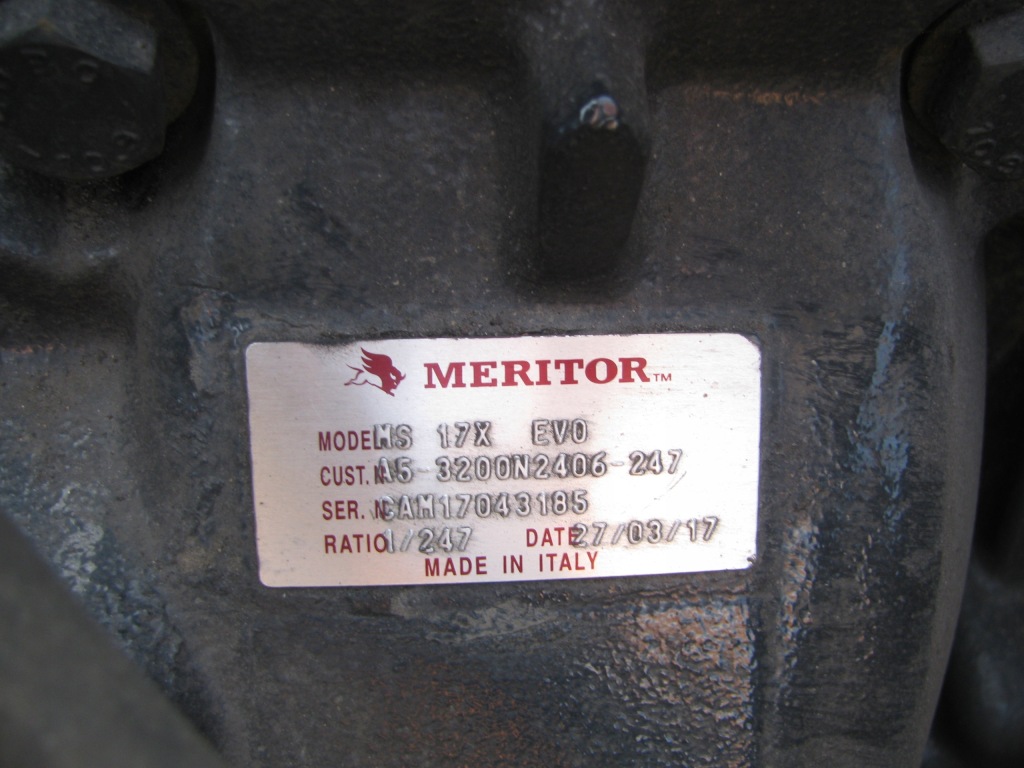 MERITOR™
MODEL MS 17X EVO
CUST.N A5-3200N2406-247
SER. N CAM17043185
RATIO 1/247 DATE 27/03/17
MADE IN ITALY